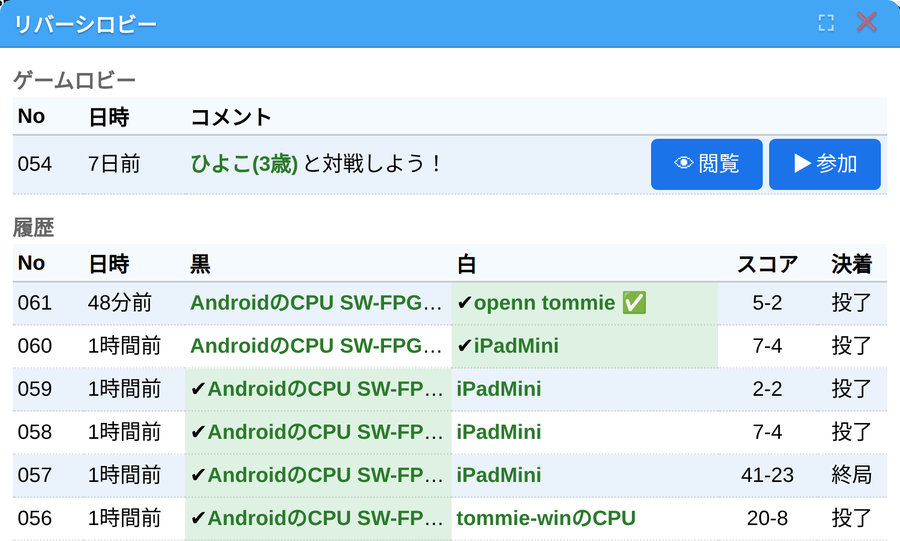 リバーシロビー
ゲームロビー
No 日時 コメント
054 7日前 ひよこ(3歳) と対戦しよう！ 閲覧 参加
履歴
No 日時 黒 白 スコア 決着
061 48分前 AndroidのCPU SW-FPG… ✔openn tommie ✅ 5-2 投了
060 1時間前 AndroidのCPU SW-FPG… ✔iPadMini 7-4 投了
059 1時間前 ✔AndroidのCPU SW-FP… iPadMini 2-2 投了
058 1時間前 ✔AndroidのCPU SW-FP… iPadMini 7-4 投了
057 1時間前 ✔AndroidのCPU SW-FP… iPadMini 41-23 終局
056 1時間前 ✔AndroidのCPU SW-FP… tommie-winのCPU 20-8 投了